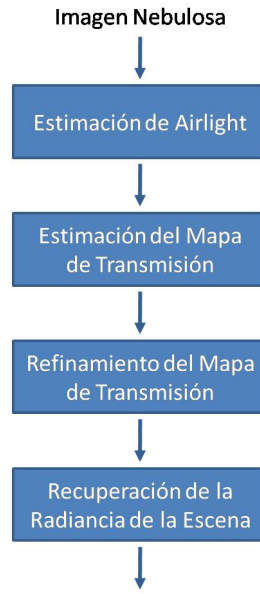 Imagen Nebulosa
Estimación de Airlight
Estimación del Mapa
de Transmisión
Refinamiento del Mapa
de Transmisión
Recuperación de la
Radiancia de la Escena